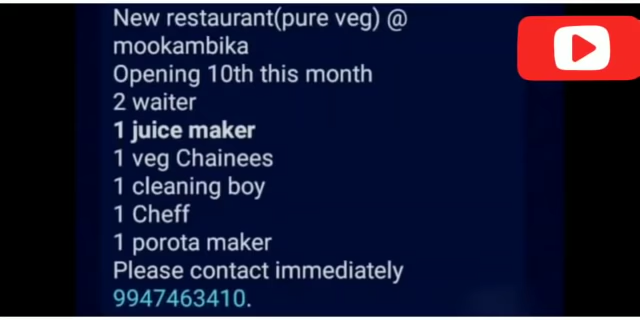 New restaurant(pure veg) @
mookambika
Opening 10th this month
2 waiter
1 juice maker
1 veg Chainees
1 cleaning boy
1 Cheff
1 porota maker
Please contact immediately
9947463410.